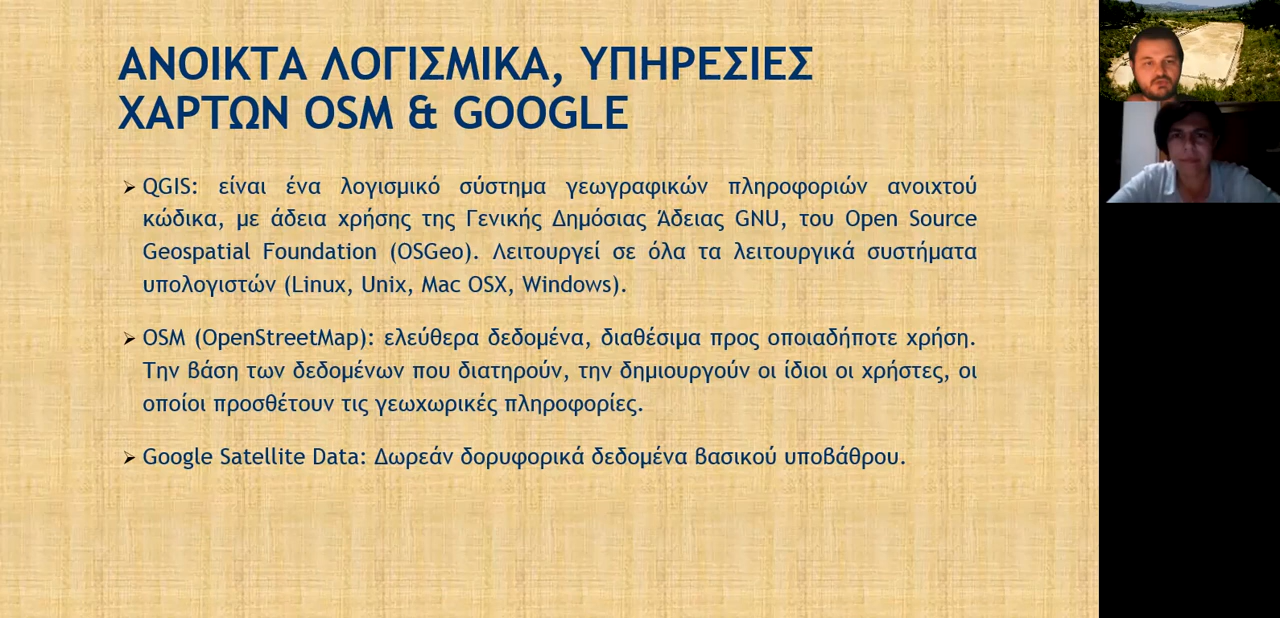 ΑΝΟΙΚΤΑ ΛΟΓΙΣΜΙΚΑ, ΥΠΗΡΕΣΙΕΣ
ΧΑΡΤΩΝ OSM & GOOGLE
➢ QGIS: είναι ένα λογισμικό σύστημα γεωγραφικών πληροφοριών ανοιχτού
κώδικα, με άδεια χρήσης της Γενικής Δημόσιας Άδειας GNU, του Open Source
Geospatial Foundation (OSGeo). Λειτουργεί σε όλα τα λειτουργικά συστήματα
υπολογιστών (Linux, Unix, Mac OSX, Windows).
➢ OSM (OpenStreetMap): ελεύθερα δεδομένα, διαθέσιμα προς οποιαδήποτε χρήση.
Την βάση των δεδομένων που διατηρούν, την δημιουργούν οι ίδιοι οι χρήστες, οι
οποίοι προσθέτουν τις γεωχωρικές πληροφορίες.
➢ Google Satellite Data: Δωρεάν δορυφορικά δεδομένα βασικού υποβάθρου.